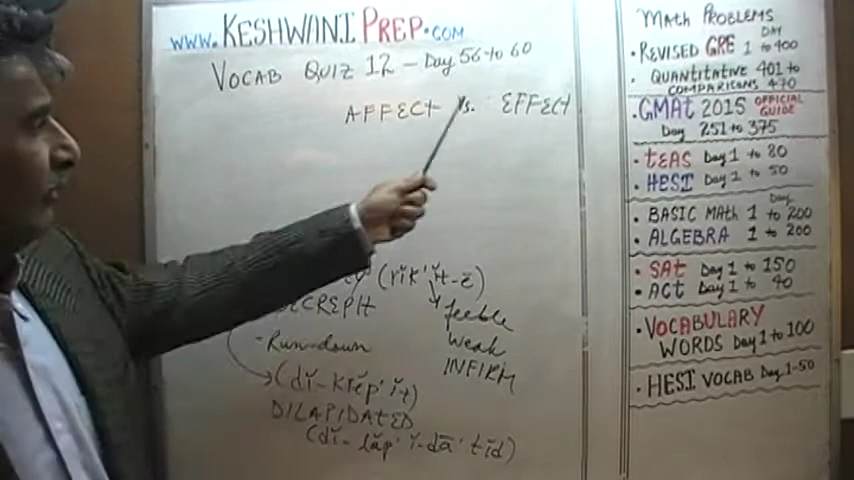 www.KESHWANIPREP.COM
VOCAB QUIZ 12 - Day 56 to 60
AFFECT vs. EFFECT
(rĭk'ĭt-ē)
DECREPIT
feeble
-Run-down
weak
(dĭ-krĕp'ĭt)
INFIRM
DILAPIDATED
(dĭ-lăp'ĭ-dā'tĭd)
MATH PROBLEMS
• REVISED GRE DAY 1 to 400
• QUANTITATIVE COMPARISONS 401 to 470
• GMAT 2015 OFFICIAL GUIDE
Day 251 to 375
• TEAS Day 1 to 80
• HESI Day 1 to 50
• BASIC MATH Day 1 to 200
• ALGEBRA 1 to 200
• SAT Day 1 to 150
• ACT Day 1 to 40
• VOCABULARY
WORDS Day 1 to 100
• HESI VOCAB Day 1-50